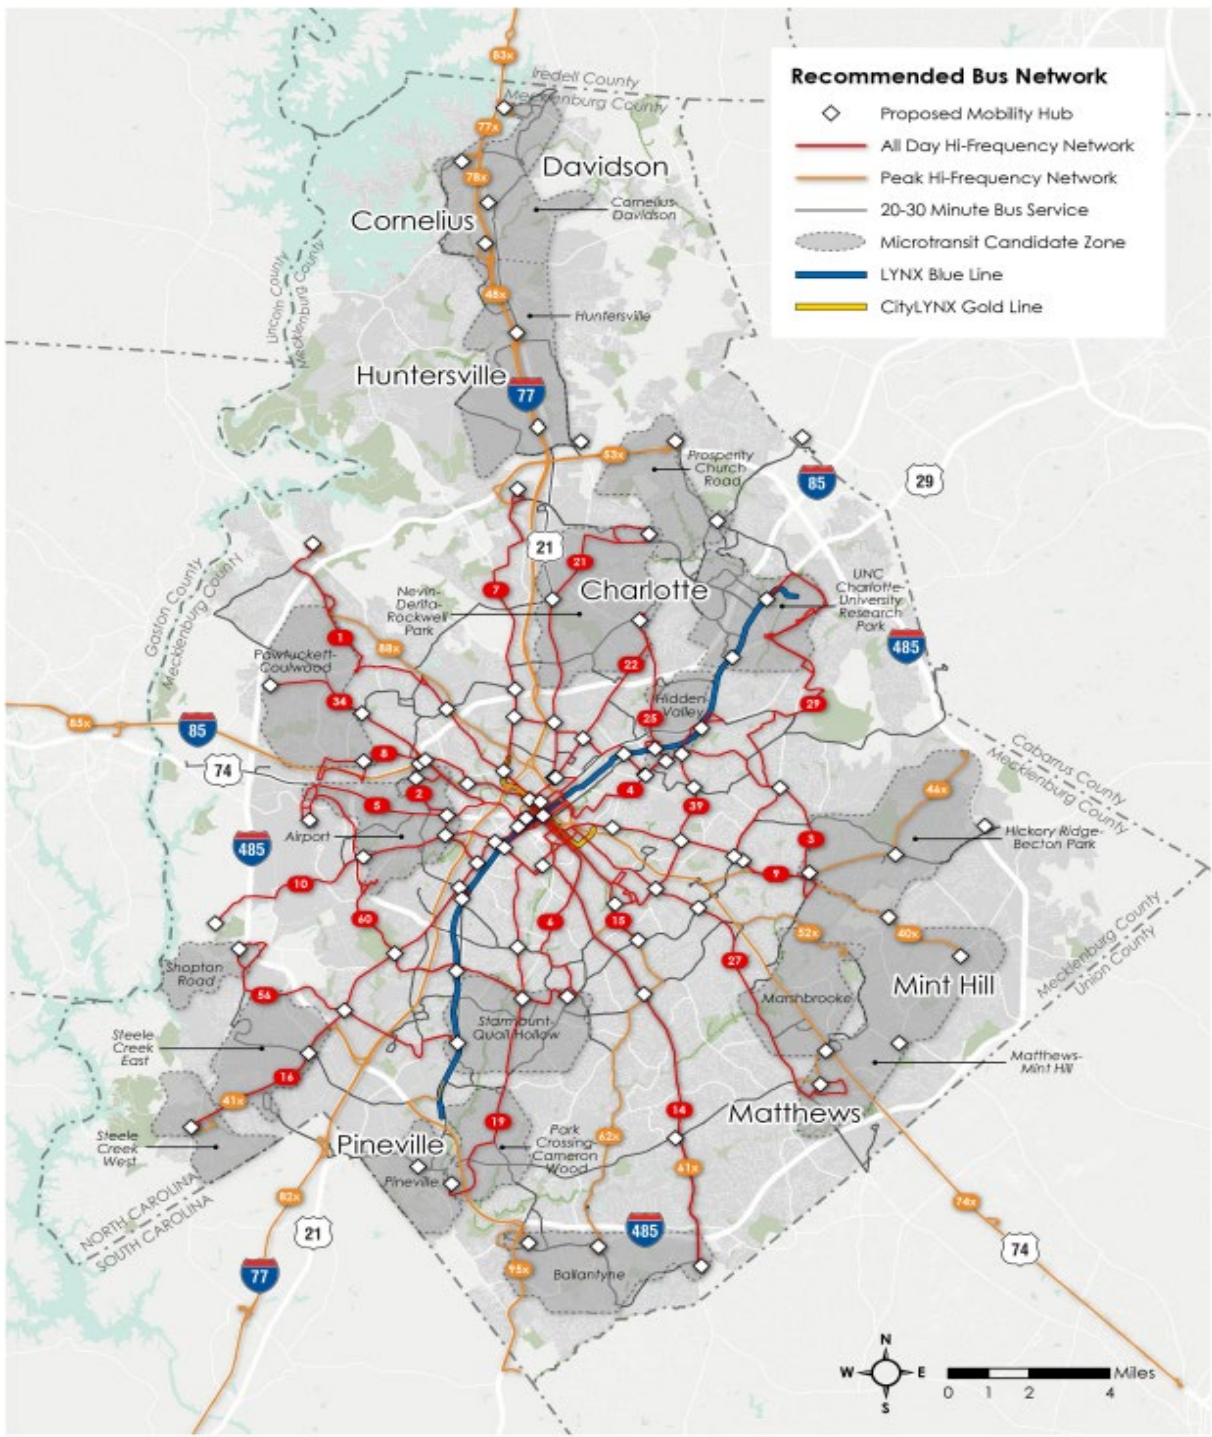 83x
Iredell County
Mecklenburg County
Recommended Bus Network
Proposed Mobility Hub
All Day Hi-Frequency Network
Peak Hi-Frequency Network
20-30 Minute Bus Service
Microtransit Candidate Zone
LYNX Blue Line
CityLYNX Gold Line
77x
Davidson
78x
Cornelius-
Davidson
Cornelius
Lincoln County
Mecklenburg County
48x
Huntersville
Huntersville
77
53x
Prosperity
Church
Road
85
29
21
21
7
Charlotte
Nevin-
Derita-
Rockwell
Park
UNC
Charlotte-
University
Research
Park
Gaston County
Mecklenburg County
1
88x
Pawtuckett-
Coulwood
22
485
34
Hidden
Valley
25
29
85x
85
74
8
2
5
4
39
Cabarrus County
Mecklenburg County
46x
Airport
485
3
Hickory Ridge-
Becton Park
9
10
60
6
15
52x
40x
27
Mecklenburg County
Union County
Shopton
Road
56
Mint Hill
Marshbrooke
Starmount-
Quail Hollow
Steele
Creek
East
16
41x
Matthews-
Mint Hill
Steele
Creek
West
19
14
Matthews
Pineville
Park
Crossing-
Cameron
Wood
62x
61x
Pineville
NORTH CAROLINA
SOUTH CAROLINA
82x
21
77
485
74x
74
95x
Ballantyne
N
W E
S
Miles
0 1 2 4